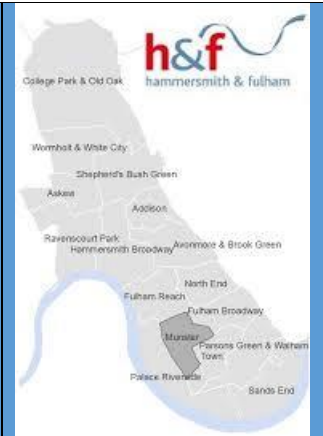 h&f
hammersmith & fulham
College Park & Old Oak
Wormholt & White City
Shepherd's Bush Green
Askew
Addison
Ravenscourt Park
Hammersmith Broadway
Avonmore & Brook Green
North End
Fulham Reach
Fulham Broadway
Munster
Parsons Green & Walham
Town
Palace Riverside
Sands End